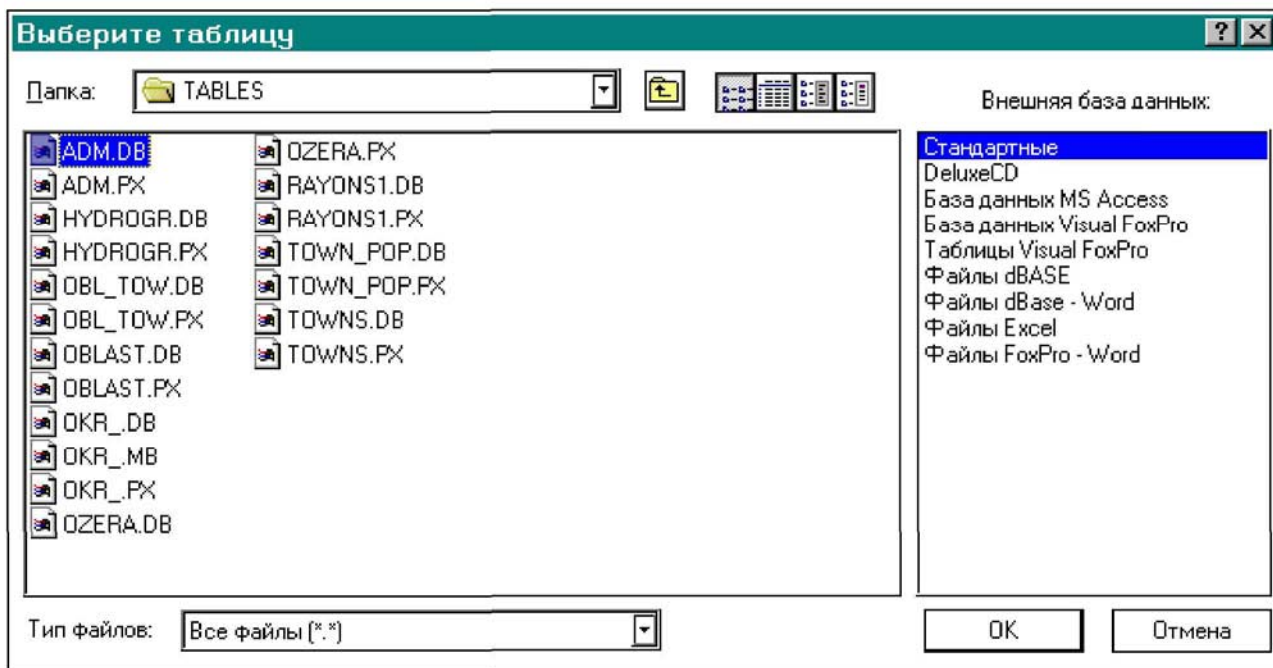 Выберите таблицу
Папка: TABLES
Внешняя база данных:
ADM.DB
ADM.PX
HYDROGR.DB
HYDROGR.PX
OBL_TOW.DB
OBL_TOW.PX
OBLAST.DB
OBLAST.PX
OKR_.DB
OKR_.MB
OKR_.PX
OZERA.DB
OZERA.PX
RAYONS1.DB
RAYONS1.PX
TOWN_POP.DB
TOWN_POP.PX
TOWNS.DB
TOWNS.PX
Стандартные
DeluxeCD
База данных MS Access
База данных Visual FoxPro
Таблицы Visual FoxPro
Файлы dBASE
Файлы dBase - Word
Файлы Excel
Файлы FoxPro - Word
Тип файлов: Все файлы (*.*)
OK
Отмена